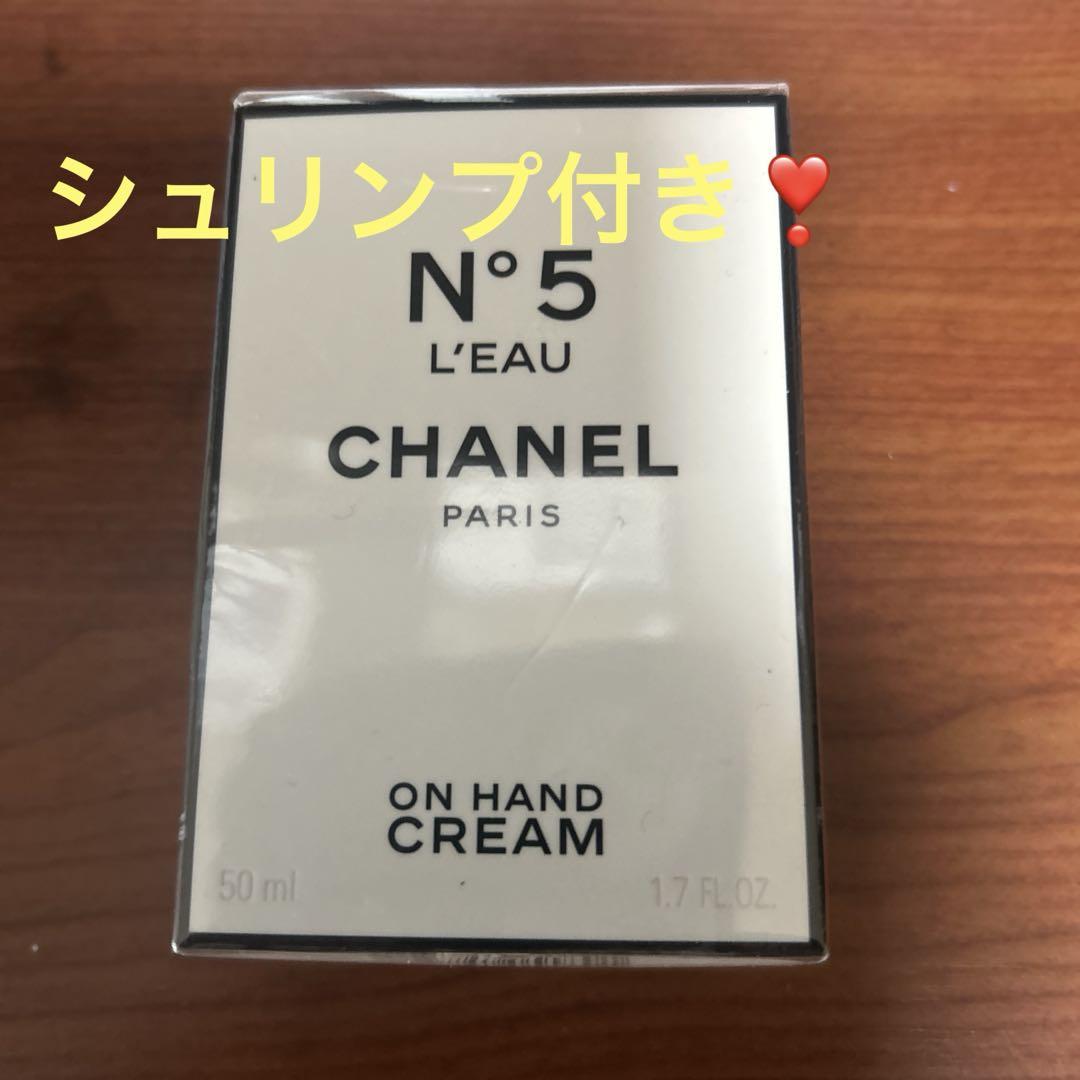 シュリンプ付き❣
N°5
L'EAU
CHANEL
PARIS
ON HAND
CREAM
50 ml
1.7 FL.OZ.